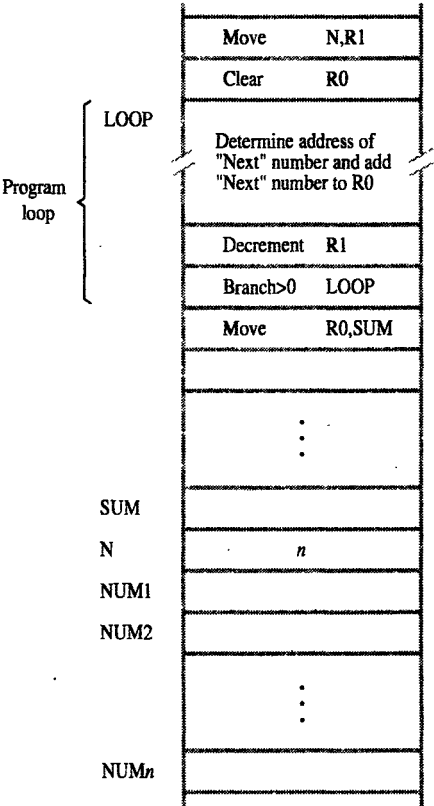 Move N,R1
Clear R0
LOOP
Determine address of
"Next" number and add
"Next" number to R0
Program
loop
Decrement R1
Branch>0 LOOP
Move R0,SUM
SUM
N n
NUM1
NUM2
NUMn